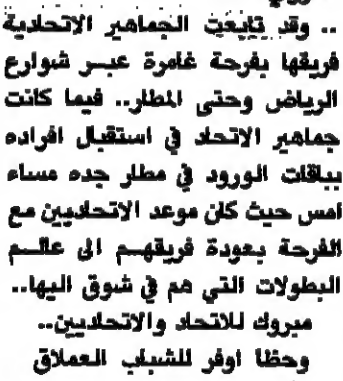 .. وقد تابعت الجماهير الاتحادية
فريقها بفرحة غامرة عبر شوارع
الرياض وحتى المطار.. فيما كانت
جماهير الاتحاد في استقبال افراده
بباقات الورود في مطار جده مساء
امس حيث كان موعد الاتحاديين مع
الفرحة بعودة فريقهم الى عالم
البطولات التي هم في شوق اليها..
مبروك للاتحاد والاتحاديين..
وحظا اوفر للشباب العملاق